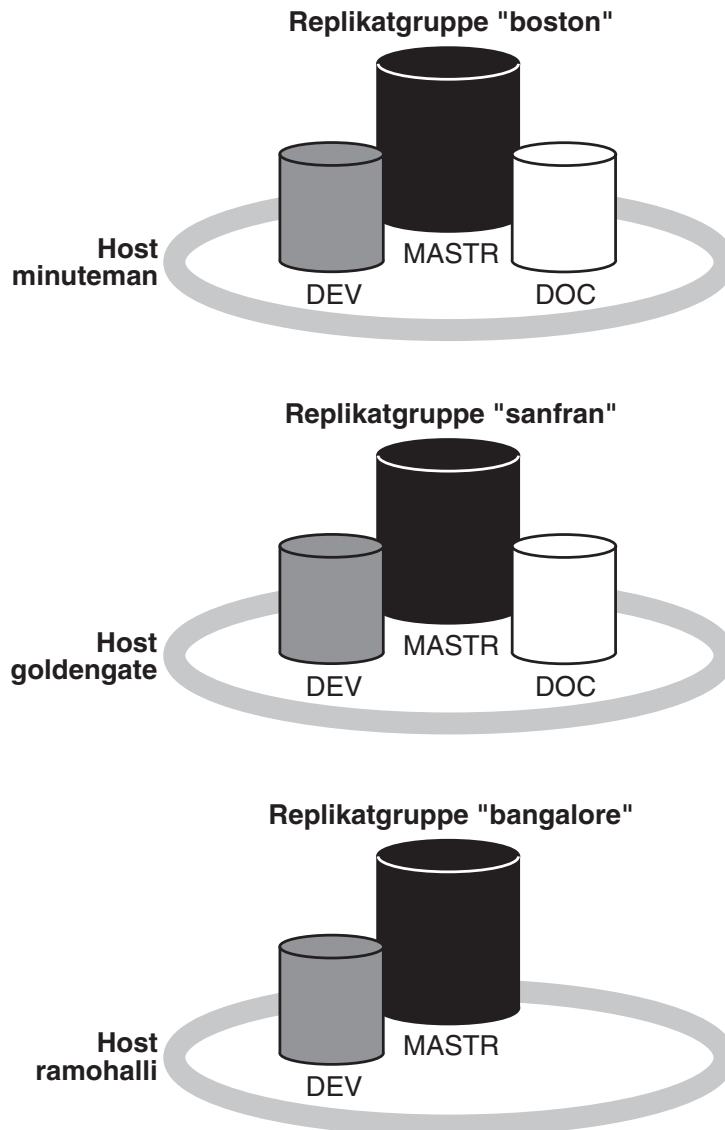 Replikatgruppe "boston"
Host
minuteman
MASTR
DEV
DOC
Replikatgruppe "sanfran"
Host
goldengate
MASTR
DEV
DOC
Replikatgruppe "bangalore"
Host
ramohalli
MASTR
DEV